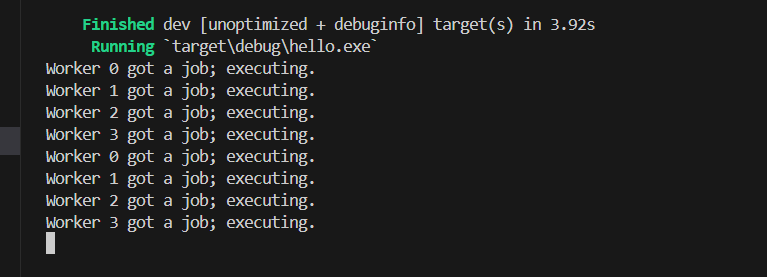 Finished dev [unoptimized + debuginfo] target(s) in 3.92s
Running `target\debug\hello.exe`
Worker 0 got a job; executing.
Worker 1 got a job; executing.
Worker 2 got a job; executing.
Worker 3 got a job; executing.
Worker 0 got a job; executing.
Worker 1 got a job; executing.
Worker 2 got a job; executing.
Worker 3 got a job; executing.